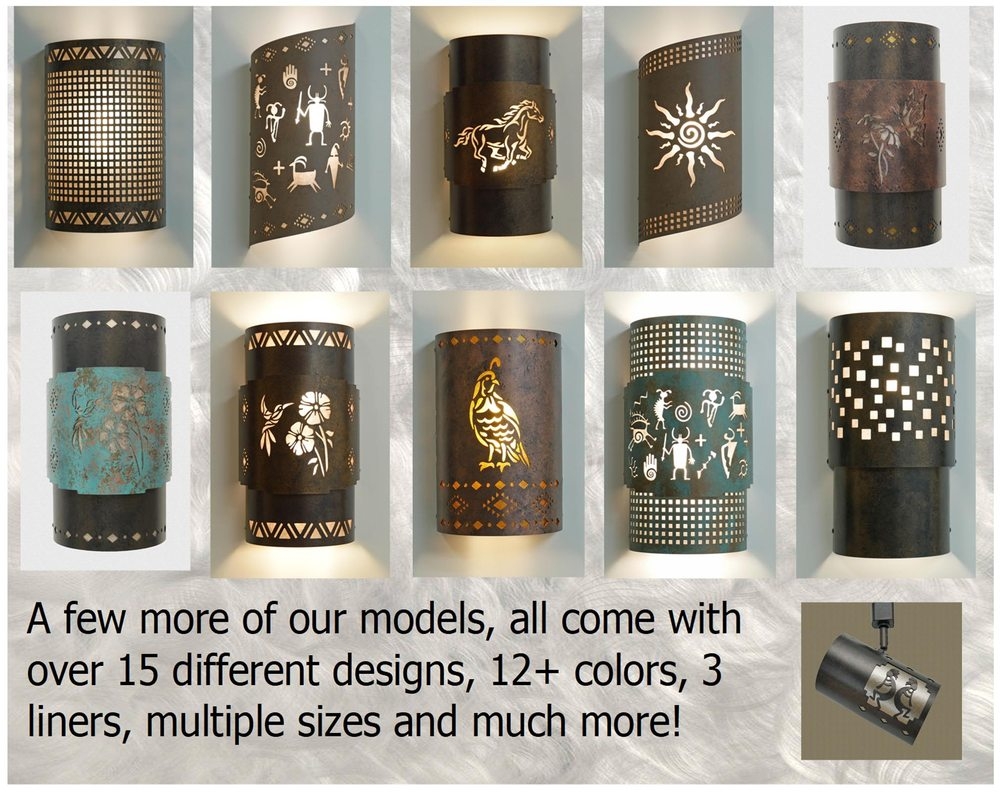 A few more of our models, all come with
over 15 different designs, 12+ colors, 3
liners, multiple sizes and much more!